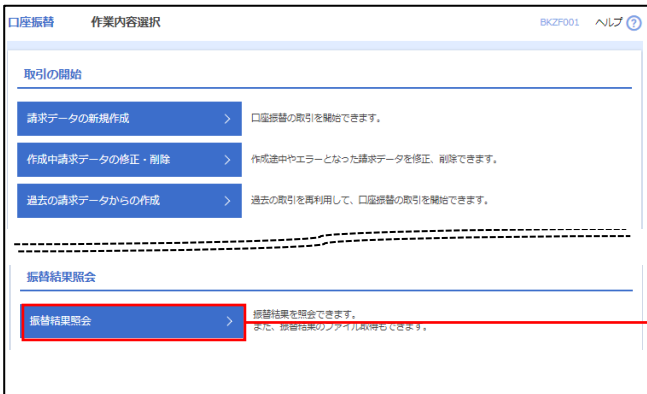 口座振替 作業内容選択 BKZF001 ヘルプ ?
取引の開始
請求データの新規作成 > 口座振替の取引を開始できます。
作成中請求データの修正・削除 > 作成途中やエラーとなった請求データを修正、削除できます。
過去の請求データからの作成 > 過去の取引を再利用して、口座振替の取引を開始できます。
振替結果照会
振替結果照会 > 振替結果を照会できます。
また、振替結果のファイル取得もできます。